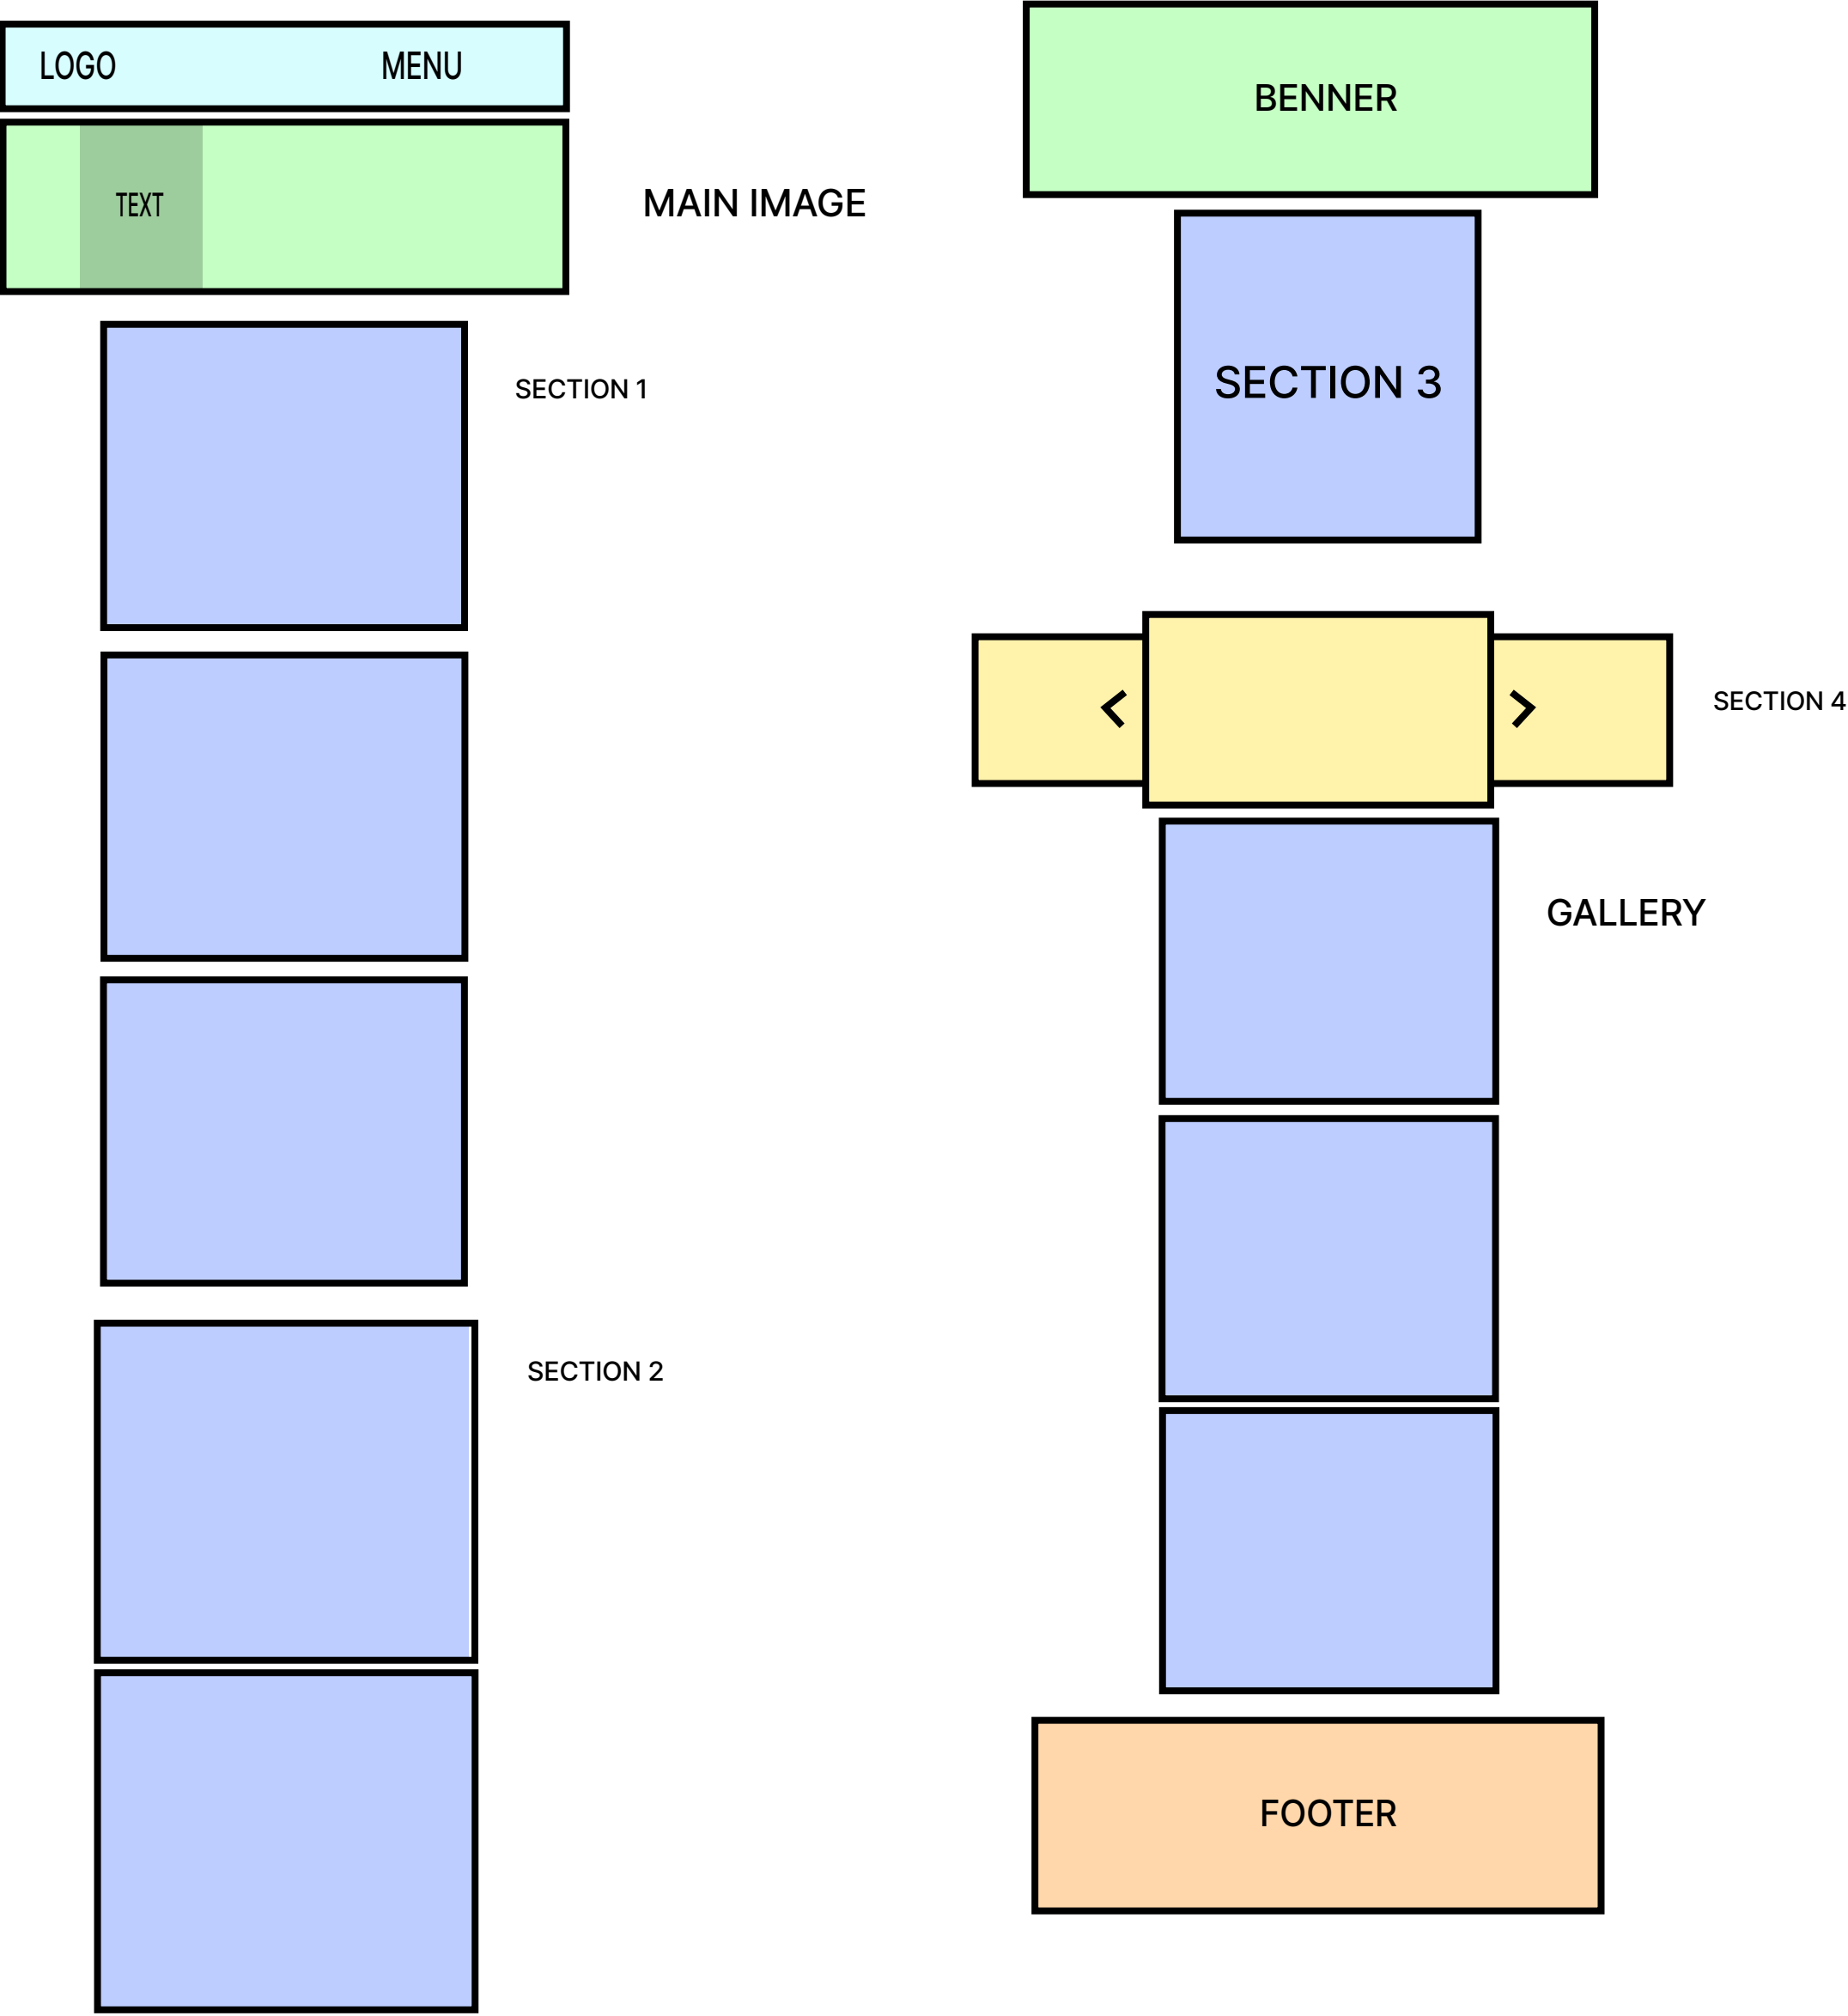 LOGO
MENU
TEXT
MAIN IMAGE
SECTION 1
SECTION 2
BENNER
SECTION 3
SECTION 4
GALLERY
FOOTER